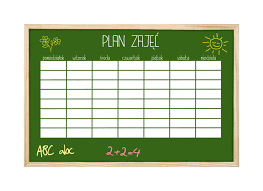 PLAN ZAJĘĆ
poniedziałek wtorek środa czwartek piątek sobota niedziela
ABC abc 2+2=4